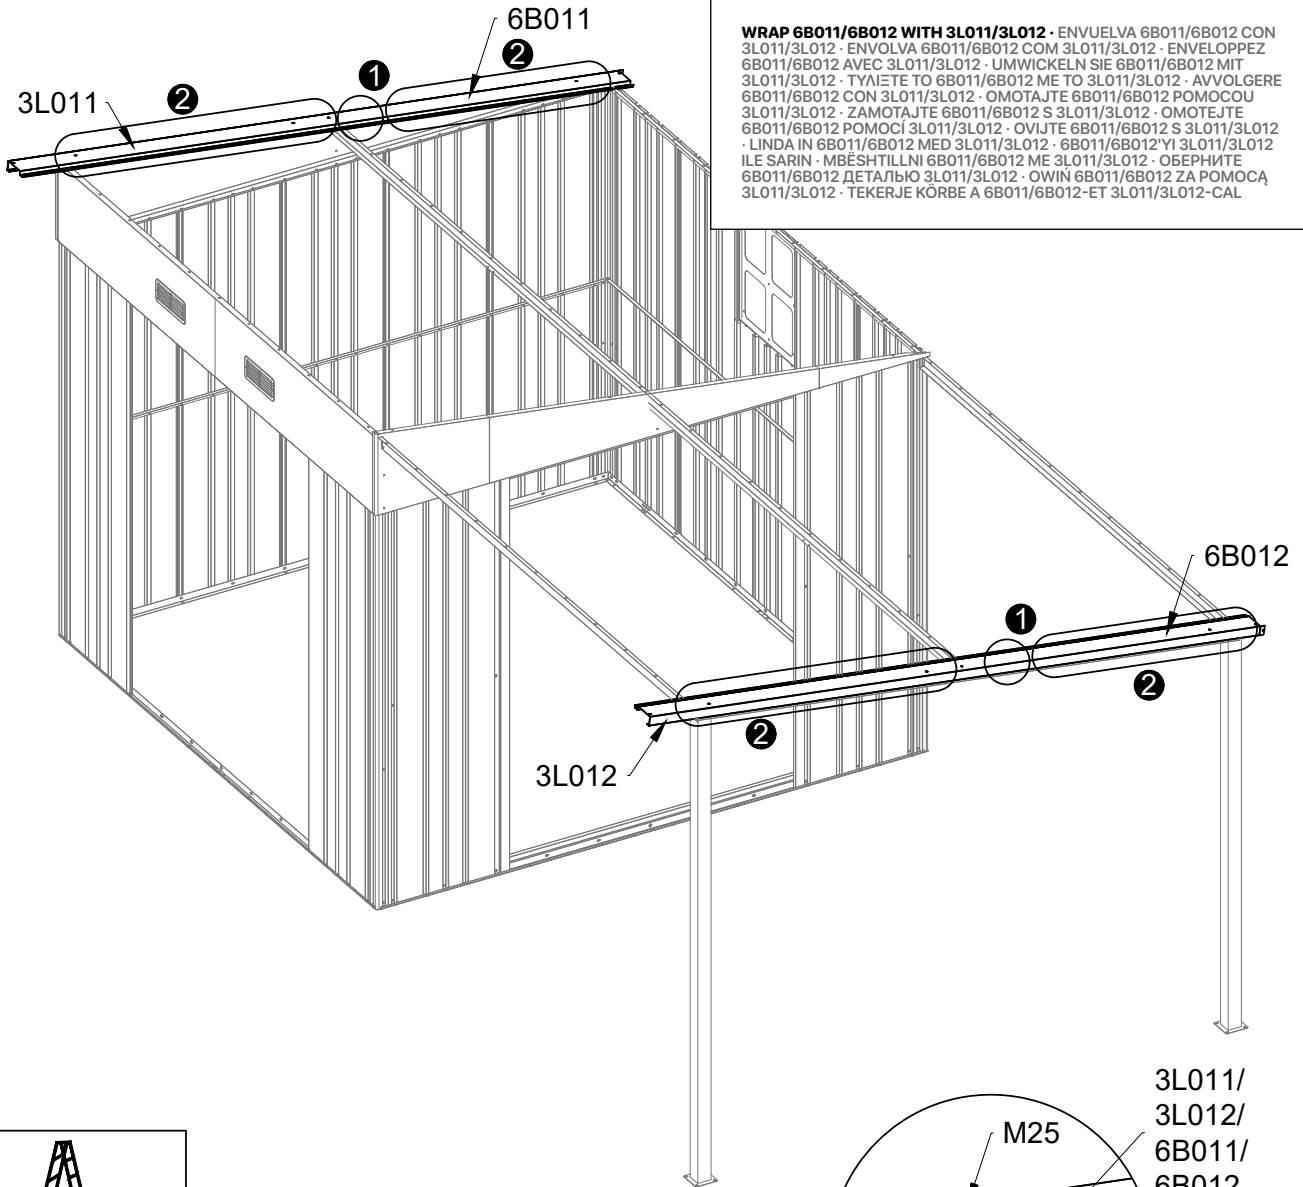 WRAP 6B011/6B012 WITH 3L011/3L012 · ENVUELVA 6B011/6B012 CON
3L011/3L012 · ENVOLVA 6B011/6B012 COM 3L011/3L012 · ENVELOPPEZ
6B011/6B012 AVEC 3L011/3L012 · UMWICKELN SIE 6B011/6B012 MIT
3L011/3L012 · ΤΥΛΙΞΤΕ ΤΟ 6B011/6B012 ΜΕ ΤΟ 3L011/3L012 · AVVOLGERE
6B011/6B012 CON 3L011/3L012 · OMOTAJTE 6B011/6B012 POMOCOU
3L011/3L012 · ZAMOTAJTE 6B011/6B012 S 3L011/3L012 · OMOTEJTE
6B011/6B012 POMOCÍ 3L011/3L012 · OVIJTE 6B011/6B012 S 3L011/3L012
· LINDA IN 6B011/6B012 MED 3L011/3L012 · 6B011/6B012'YI 3L011/3L012
ILE SARIN · MBËSHTILLNI 6B011/6B012 ME 3L011/3L012 · ОБЕРНИТЕ
6B011/6B012 ДЕТАЛЬЮ 3L011/3L012 · OWIŃ 6B011/6B012 ZA POMOCĄ
3L011/3L012 · TEKERJE KÖRBE A 6B011/6B012-ET 3L011/3L012-CAL
6B011
2
1
2
3L011
6B012
1
2
2
3L012
M25
3L011/
3L012/
6B011/
6B012